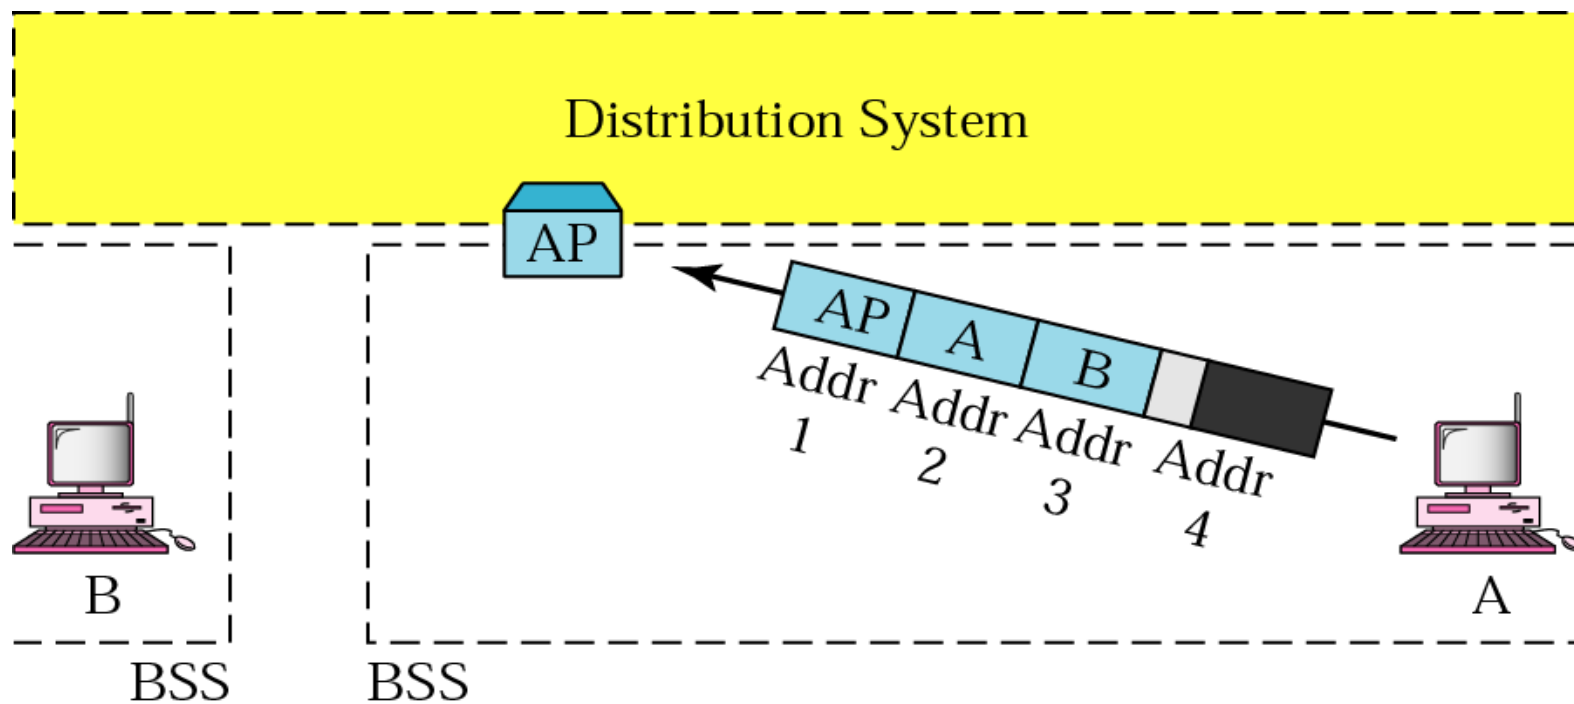 Distribution System
AP
AP A B
Addr Addr Addr Addr
1 2 3 4
B
A
BSS
BSS